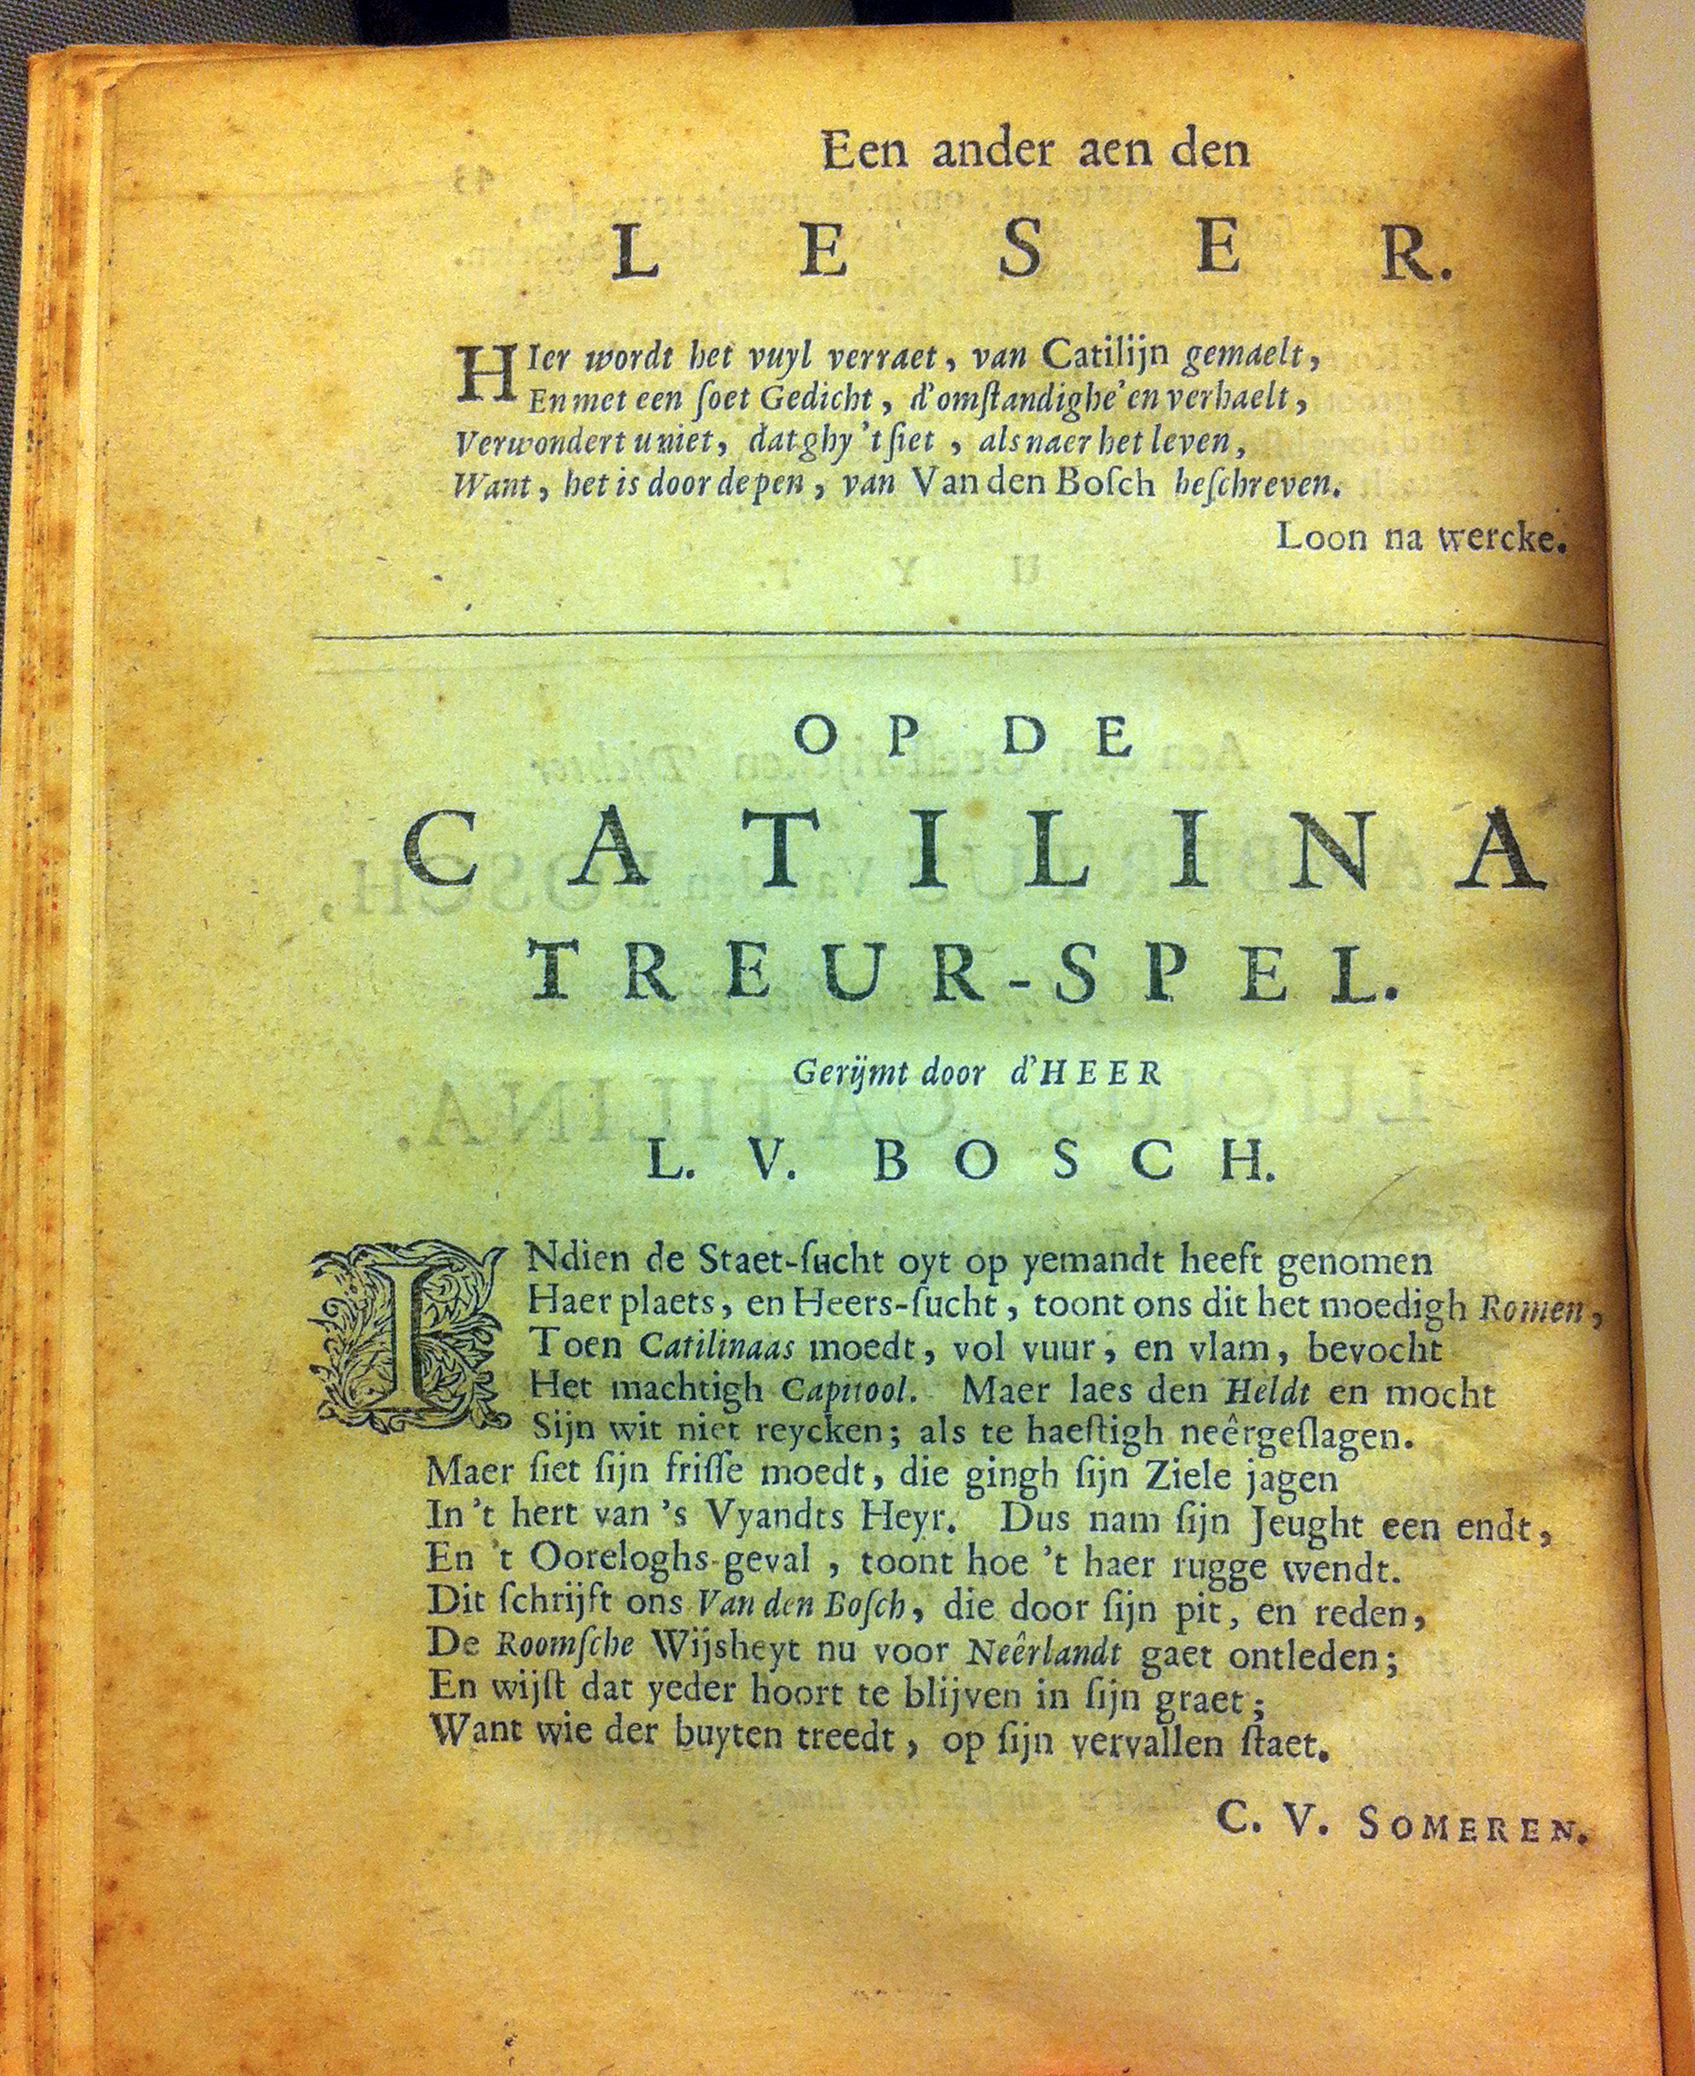 Een ander aen den
LESER.
HIer wordt het vuyl verraet, van Catilijn gemaelt,
En met een ſoet Gedicht, d'omſtandighe'en verhaelt,
Verwondert u niet, dat ghy 't ſiet, als naer het leven,
Want, het is door de pen, van Van den Boſch beſchreven.
Loon na wercke.
OP DE
CATILINA
TREUR-SPEL.
Gerijmt door d'HEER
L. V. BOSCH.
INdien de Staet-ſucht oyt op yemandt heeft genomen
Haer plaets, en Heers-ſucht, toont ons dit het moedigh Romen,
Toen Catilinaas moedt, vol vuur, en vlam, bevocht
Het machtigh Capitool. Maer laes den Heldt en mocht
Sijn wit niet reycken; als te haeſtigh neêrgeſlagen.
Maer ſiet ſijn friſſe moedt, die gingh ſijn Ziele jagen
In 't hert van 's Vyandts Heyr. Dus nam ſijn Jeught een endt,
En 't Ooreloghs-geval, toont hoe 't haer rugge wendt.
Dit ſchrijft ons Van den Boſch, die door ſijn pit, en reden,
De Roomſche Wijsheyt nu voor Neêrlandt gaet ontleden;
En wijſt dat yeder hoort te blijven in ſijn graet;
Want wie der buyten treedt, op ſijn vervallen ſtaet.
C. V. SOMEREN.